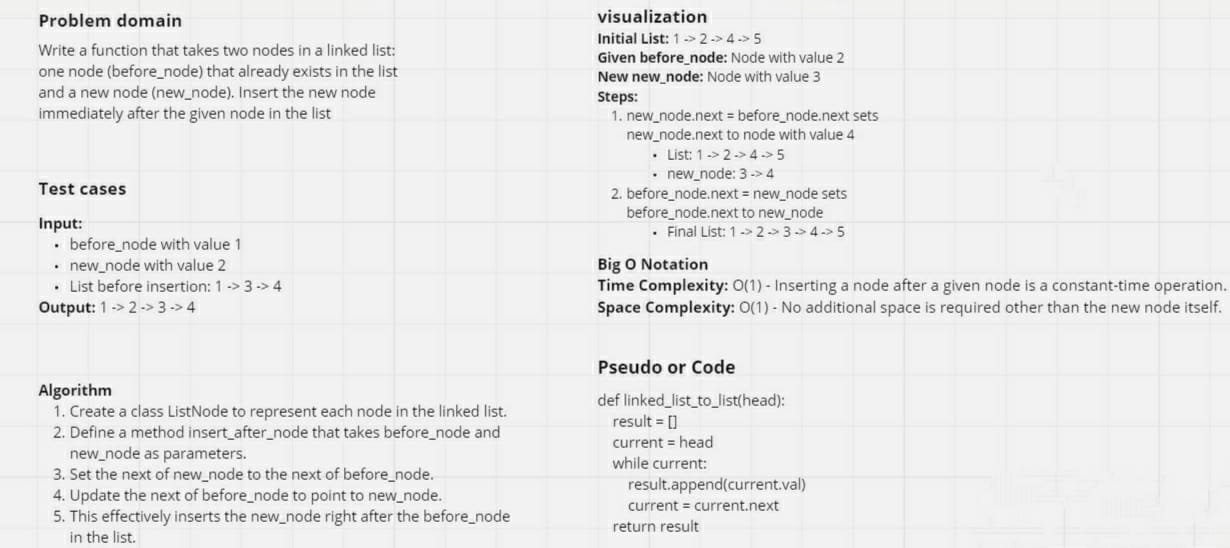 Problem domain
Write a function that takes two nodes in a linked list:
one node (before_node) that already exists in the list
and a new node (new_node). Insert the new node
immediately after the given node in the list
Test cases
Input:
• before_node with value 1
• new_node with value 2
• List before insertion: 1 -> 3 -> 4
Output: 1 -> 2 -> 3 -> 4
Algorithm
1. Create a class ListNode to represent each node in the linked list.
2. Define a method insert_after_node that takes before_node and
new_node as parameters.
3. Set the next of new_node to the next of before_node.
4. Update the next of before_node to point to new_node.
5. This effectively inserts the new_node right after the before_node
in the list.
visualization
Initial List: 1 -> 2 -> 4 -> 5
Given before_node: Node with value 2
New new_node: Node with value 3
Steps:
1. new_node.next = before_node.next sets
new_node.next to node with value 4
• List: 1 -> 2 -> 4 -> 5
• new_node: 3 -> 4
2. before_node.next = new_node sets
before_node.next to new_node
• Final List: 1 -> 2 -> 3 -> 4 -> 5
Big O Notation
Time Complexity: O(1) - Inserting a node after a given node is a constant-time operation.
Space Complexity: O(1) - No additional space is required other than the new node itself.
Pseudo or Code
def linked_list_to_list(head):
result = []
current = head
while current:
result.append(current.val)
current = current.next
return result